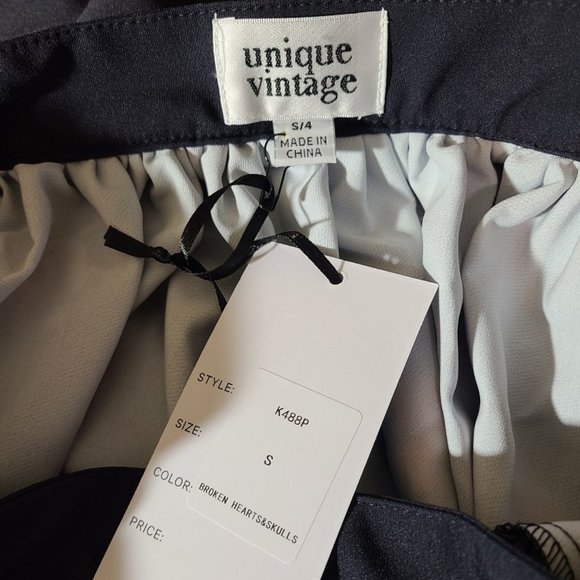 unique
vintage
S/4
MADE IN
CHINA
STYLE: K488P
SIZE: S
COLOR: BROKEN HEARTS&SKULLS
PRICE: